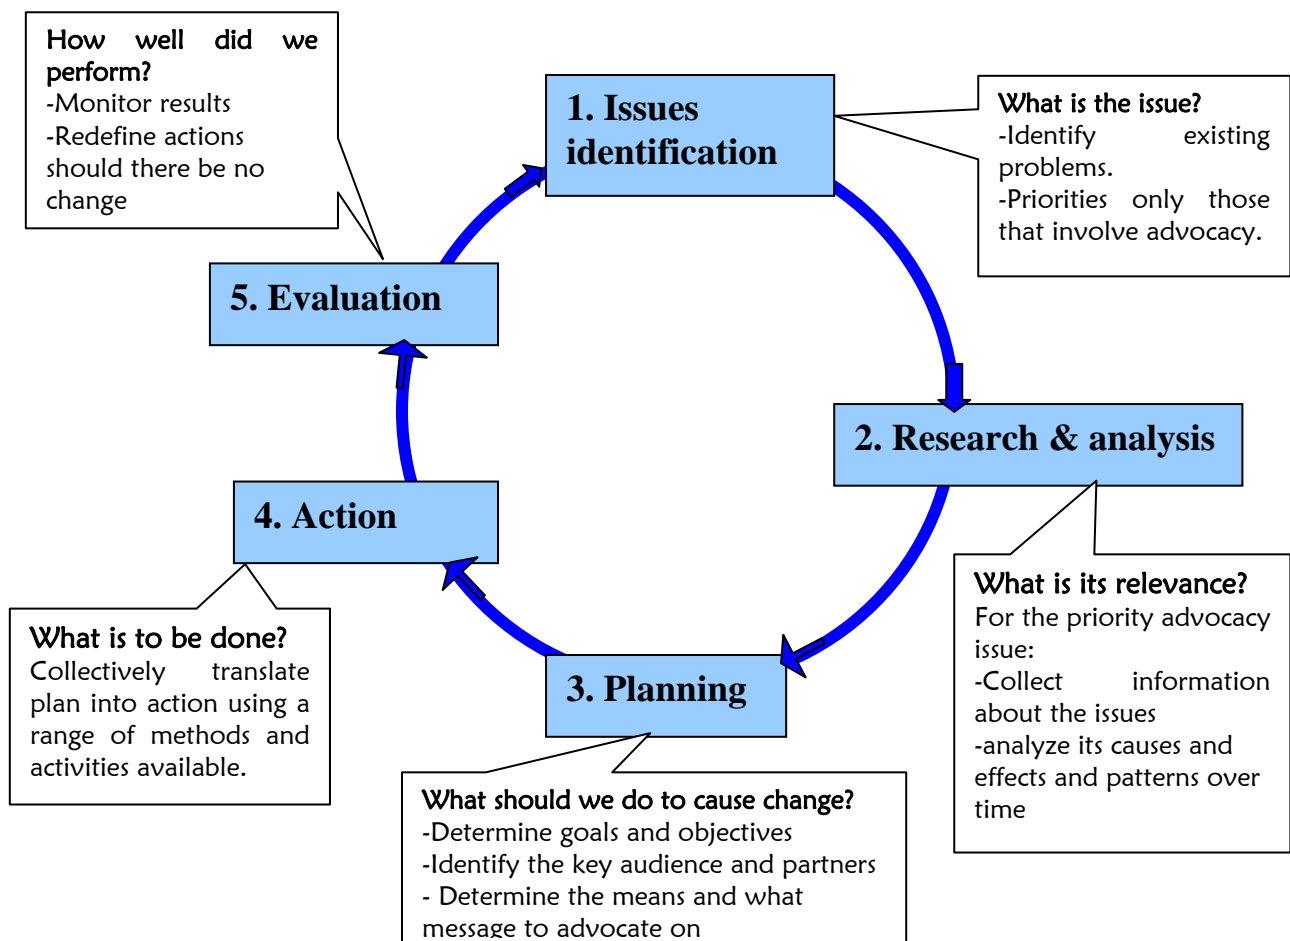 How well did we
perform?
-Monitor results
-Redefine actions
should there be no
change
1. Issues
identification
What is the issue?
-Identify existing
problems.
-Priorities only those
that involve advocacy.
5. Evaluation
2. Research & analysis
4. Action
What is its relevance?
For the priority advocacy
issue:
-Collect information
about the issues
-analyze its causes and
effects and patterns over
time
What is to be done?
Collectively translate
plan into action using a
range of methods and
activities available.
3. Planning
What should we do to cause change?
-Determine goals and objectives
-Identify the key audience and partners
- Determine the means and what
message to advocate on